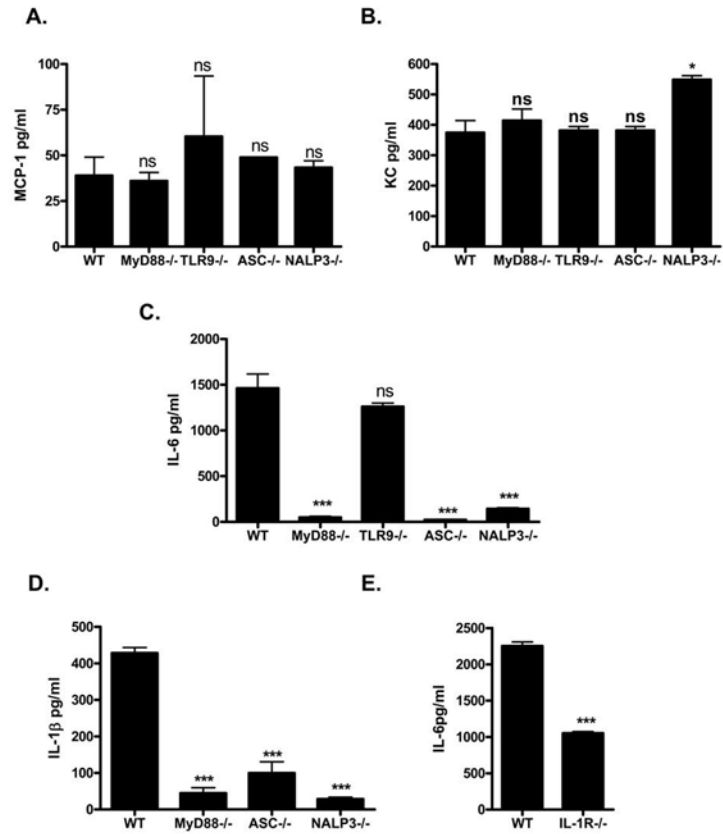 A.
MCP-1 pg/ml
100
75
50
25
0
ns
ns
ns
ns
WT MyD88-/- TLR9-/- ASC-/- NALP3-/-
B.
KC pg/ml
600
500
400
300
200
100
0
ns
ns
ns
*
WT MyD88-/- TLR9-/- ASC-/- NALP3-/-
C.
IL-6 pg/ml
2000
1500
1000
500
0
***
ns
***
***
WT MyD88-/- TLR9-/- ASC-/- NALP3-/-
D.
IL-1β pg/ml
500
400
300
200
100
0
***
***
***
WT MyD88-/- ASC-/- NALP3-/-
E.
IL-6pg/ml
2500
2000
1500
1000
500
0
***
WT IL-1R-/-